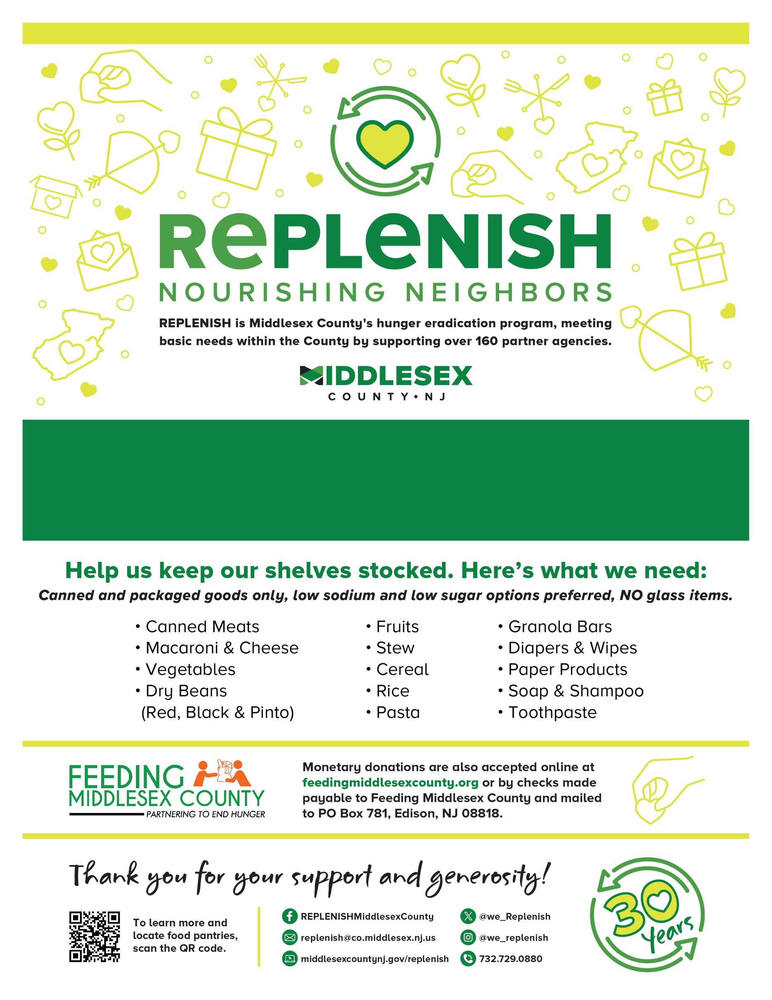 RePLeNISH
NOURISHING NEIGHBORS
REPLENISH is Middlesex County's hunger eradication program, meeting
basic needs within the County by supporting over 160 partner agencies.
MIDDLESEX
COUNTY • NJ
Help us keep our shelves stocked. Here’s what we need:
Canned and packaged goods only, low sodium and low sugar options preferred, NO glass items.
• Canned Meats
• Macaroni & Cheese
• Vegetables
• Dry Beans
(Red, Black & Pinto)
• Fruits
• Stew
• Cereal
• Rice
• Pasta
• Granola Bars
• Diapers & Wipes
• Paper Products
• Soap & Shampoo
• Toothpaste
FEEDING
MIDDLESEX COUNTY
PARTNERING TO END HUNGER
Monetary donations are also accepted online at
feedingmiddlesexcounty.org or by checks made
payable to Feeding Middlesex County and mailed
to PO Box 781, Edison, NJ 08818.
Thank you for your support and generosity!
To learn more and
locate food pantries,
scan the QR code.
REPLENISHMiddlesexCounty
replenish@co.middlesex.nj.us
middlesexcountynj.gov/replenish
@we_Replenish
@we_replenish
732.729.0880
30
years